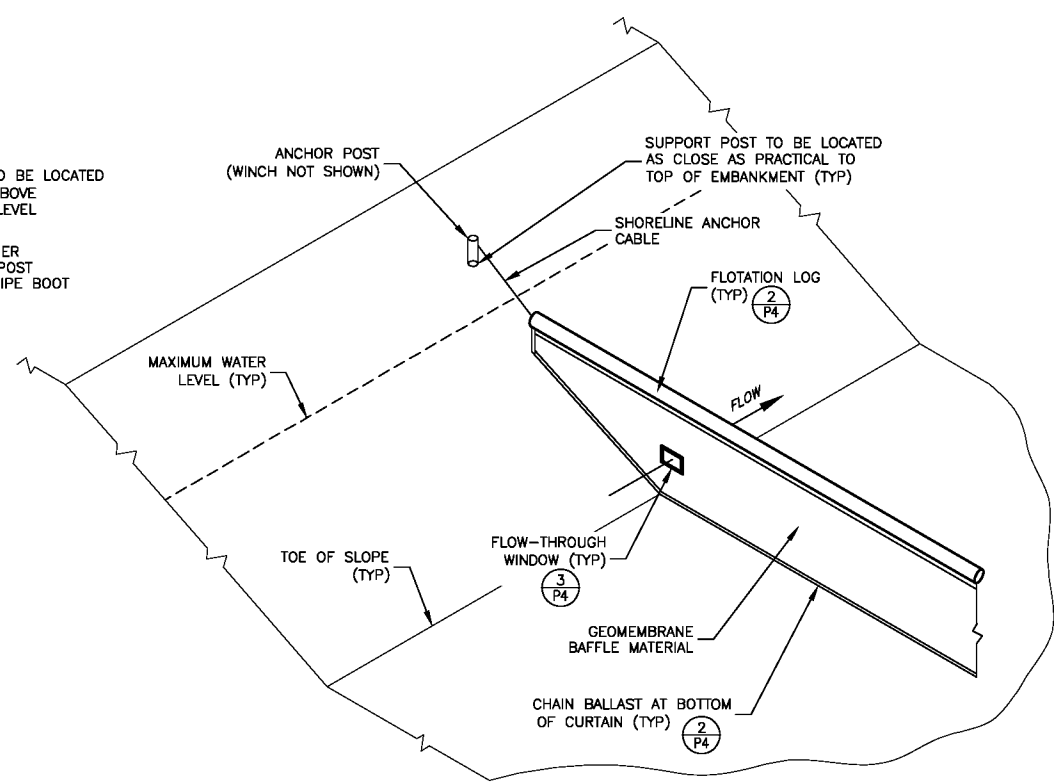 O BE LOCATED
BOVE
LEVEL
ER
POST
IPE BOOT
ANCHOR POST
(WINCH NOT SHOWN)
SUPPORT POST TO BE LOCATED
AS CLOSE AS PRACTICAL TO
TOP OF EMBANKMENT (TYP)
SHORELINE ANCHOR
CABLE
FLOTATION LOG
(TYP)
2
P4
MAXIMUM WATER
LEVEL (TYP)
FLOW
FLOW-THROUGH
WINDOW (TYP)
3
P4
TOE OF SLOPE
(TYP)
GEOMEMBRANE
BAFFLE MATERIAL
CHAIN BALLAST AT BOTTOM
OF CURTAIN (TYP)
2
P4